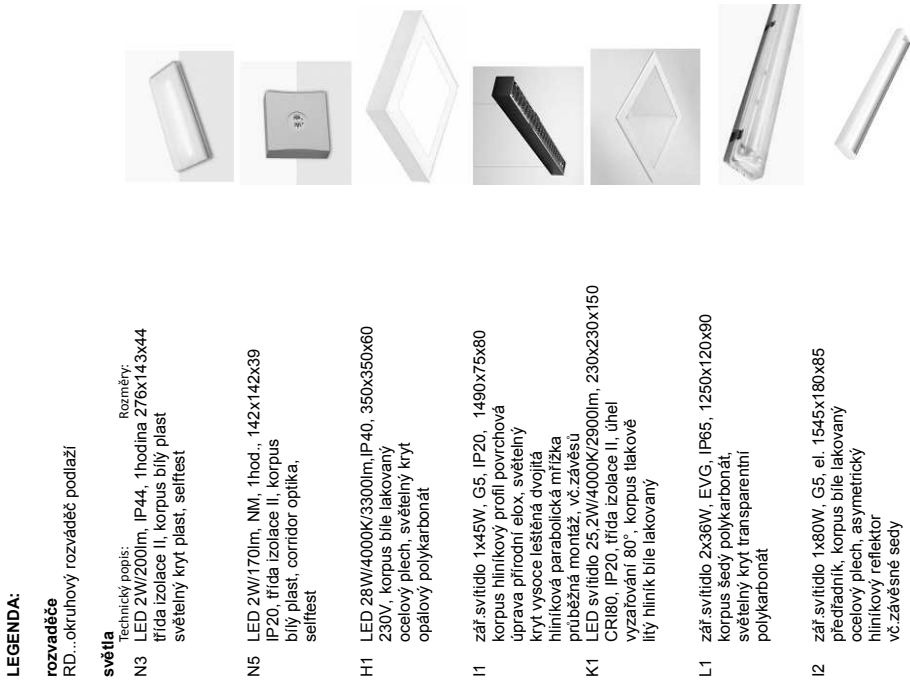 LEGENDA:
rozvaděče
RD...okruhový rozváděč podlaží
světla
Technický popis: Rozměry:
N3 LED 2W/200lm, IP44, 1hodina 276x143x44
třída izolace II, korpus bílý plast
světelný kryt plast, selftest
N5 LED 2W/170lm, NM, 1hod., 142x142x39
IP20, třída izolace II, korpus
bílý plast, corridor optika,
selftest
H1 LED 28W/4000K/3300lm,IP40, 350x350x60
230V, korpus bíle lakovaný
ocelový plech, světelný kryt
opálový polykarbonát
I1 zář.svítidlo 1x45W, G5, IP20, 1490x75x80
korpus hliníkový profil povrchová
úprava přírodní elox, světelný
kryt vysoce leštěná dvojitá
hliníková parabolická mřížka
průběžná montáž, vč.závěsů
K1 LED svítidlo 25,2W/4000K/2900lm, 230x230x150
CRI80, IP20, třída izolace II, úhel
vyzařování 80°, korpus tlakově
litý hliník bíle lakovaný
L1 zář.svítidlo 2x36W, EVG, IP65, 1250x120x90
korpus šedý polykarbonát,
světelný kryt transparentní
polykarbonát
I2 zář.svítidlo 1x80W, G5, el. 1545x180x85
předřadník, korpus bíle lakovaný
ocelový plech, asymetrický
hliníkový reflektor
vč.závěsné sedy